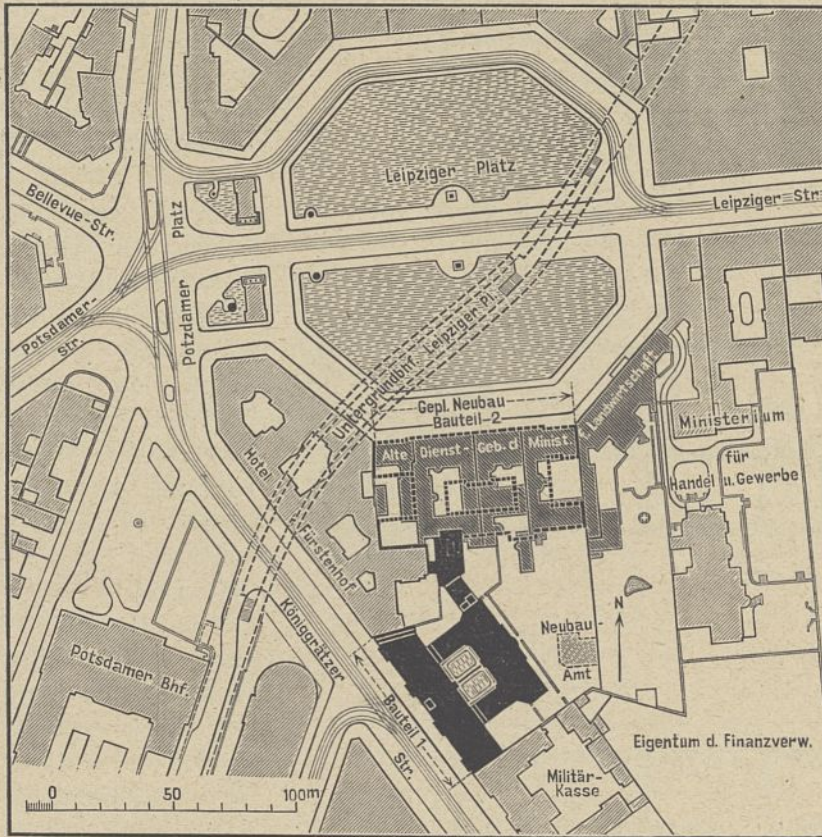 Leipziger Platz
Bellevue-Str.
Platz
Potzdamer
Leipziger Str.
Potsdamer-
Str.
Untergrundbhf. Leipziger Pl.
Gepl. Neubau
Bauteil-2
Alte Dienst- Geb. d Minist. f. Landwirtschaft
Ministerium
für
Handel u. Gewerbe
Hotel
Fürstenhof
Königgrätzer
Str.
Bauteil 1
Potsdamer Bhf.
Neubau-
Amt
N
Eigentum d. Finanzverw.
Militär-
Kasse
0 50 100m